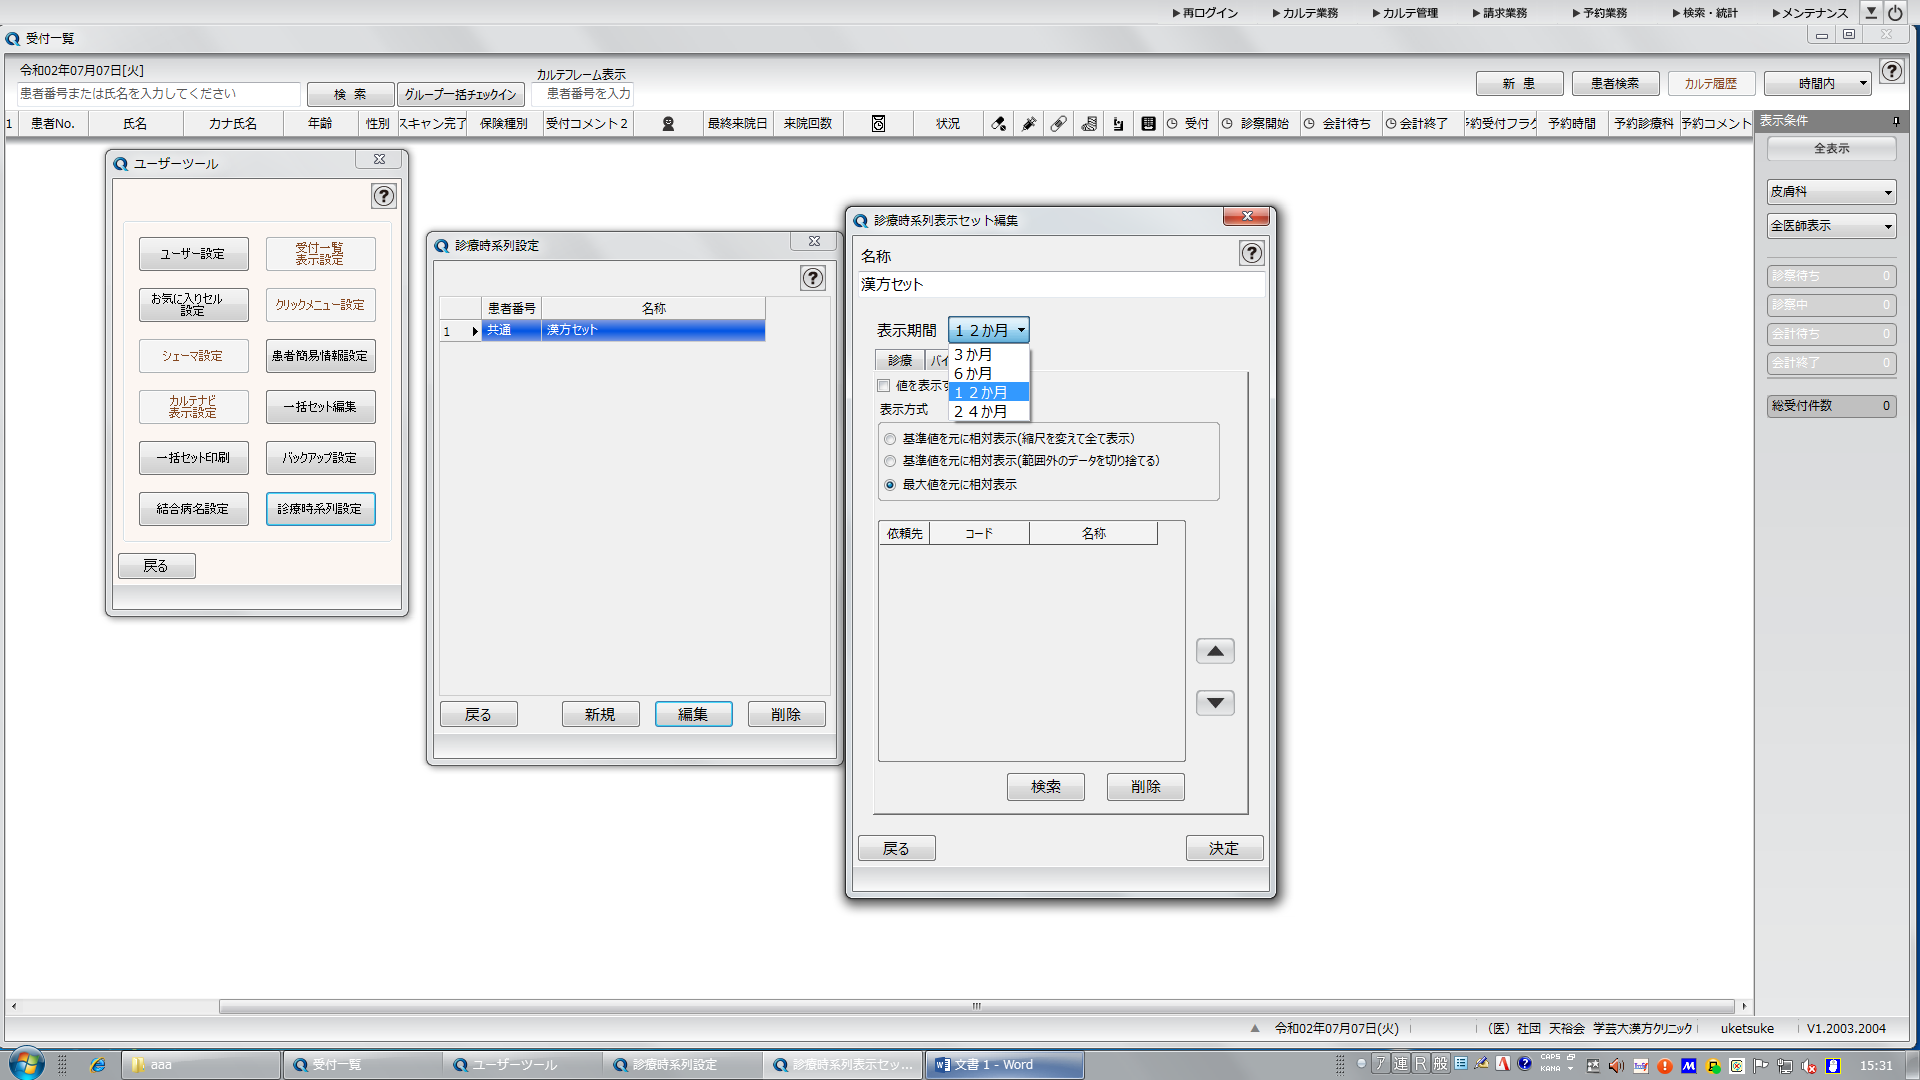 ▶再ログイン ▶カルテ業務 ▶カルテ管理 ▶請求業務 ▶予約業務 ▶検索・統計 ▶メンテナンス
受付一覧
令和02年07月07日[火]
カルテフレーム表示
患者番号または氏名を入力してください
検 索
グループ一括チェックイン
患者番号を入力
新 患
患者検索
カルテ履歴
時間内
1 患者No. 氏名 カナ氏名 年齢 性別 スキャン完了 保険種別 受付コメント2 最終来院日 来院回数 状況 受付 診察開始 会計待ち 会計終了 予約受付フラグ 予約時間 予約診療科 予約コメント
表示条件
全表示
皮膚科
全医師表示
診察待ち 0
診察中 0
会計待ち 0
会計終了 0
総受付件数 0
ユーザーツール
ユーザー設定
受付一覧
表示設定
お気に入りセル
設定
クリックメニュー設定
シェーマ設定
患者簡易情報設定
カルテナビ
表示設定
一括セット編集
一括セット印刷
バックアップ設定
結合病名設定
診療時系列設定
戻る
診療時系列設定
患者番号 名称
1 共通 漢方セット
戻る 新規 編集 削除
診療時系列表示セット編集
名称
漢方セット
表示期間 12か月
3か月
6か月
12か月
24か月
診療 バイ
値を表示す
表示方式
基準値を元に相対表示(縮尺を変えて全て表示)
基準値を元に相対表示(範囲外のデータを切り捨てる)
最大値を元に相対表示
依頼先 コード 名称
検索 削除
戻る 決定
令和02年07月07日(火) (医)社団 天裕会 学芸大漢方クリニック uketsuke V1.2003.2004
aaa 受付一覧 ユーザーツール 診療時系列設定 診療時系列表示セッ... 文書 1 - Word ア 連 R 般 CAPS KANA 15:31